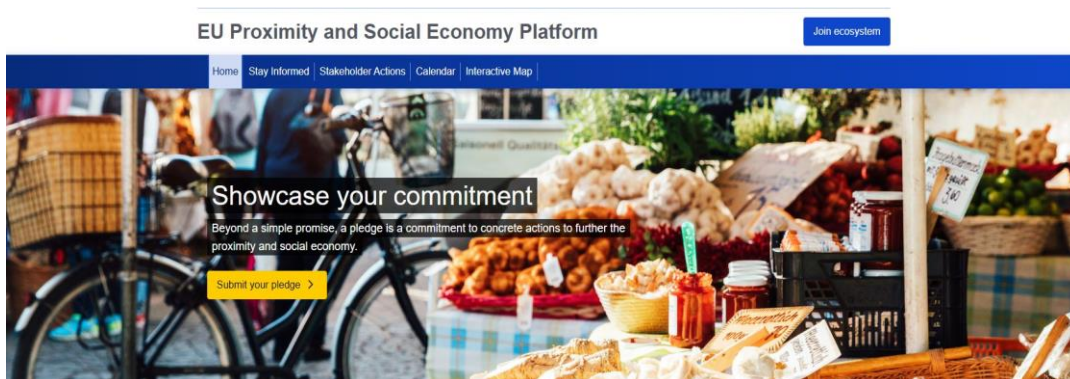 EU Proximity and Social Economy Platform
Join ecosystem
Home Stay Informed Stakeholder Actions Calendar Interactive Map
Showcase your commitment
Beyond a simple promise, a pledge is a commitment to concrete actions to further the
proximity and social economy.
Submit your pledge